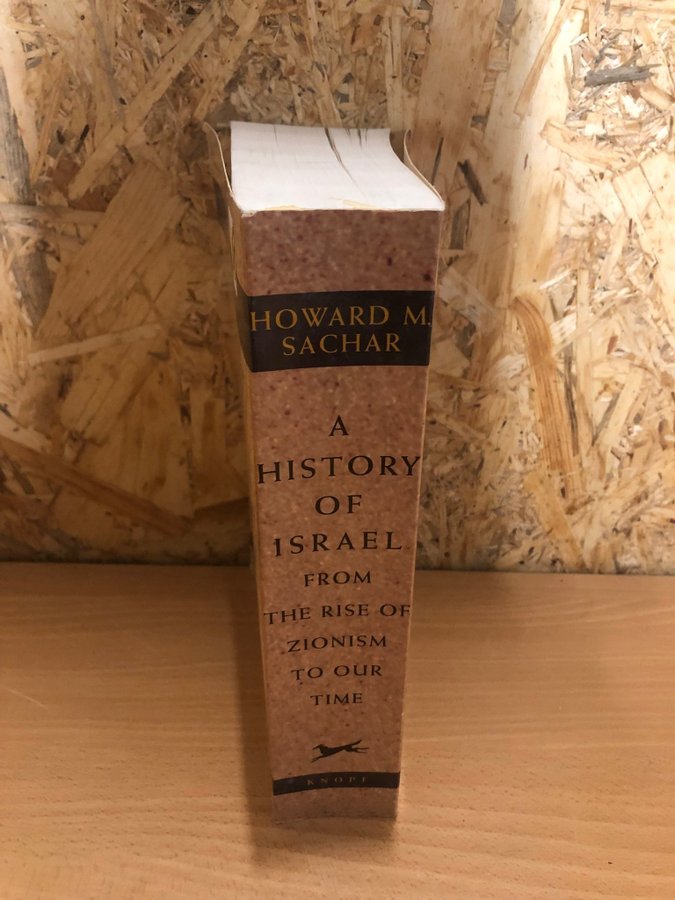 HOWARD M.
SACHAR
A
HISTORY
OF
ISRAEL
FROM
THE RISE OF
ZIONISM
TO OUR
TIME
KNOPF